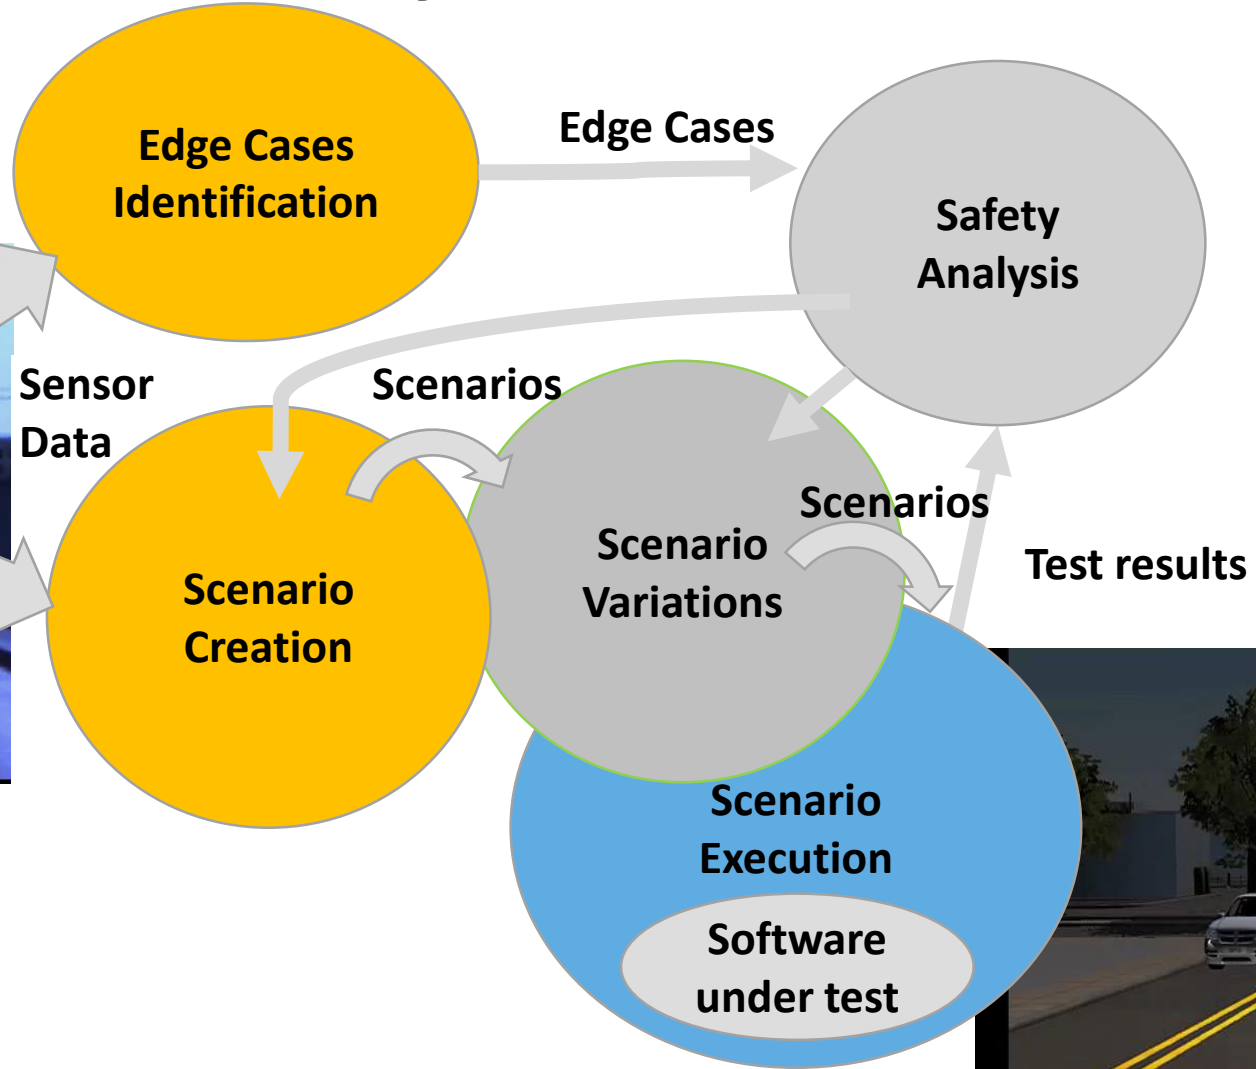 Edge Cases
Identification
Edge Cases
Safety
Analysis
Sensor
Data
Scenarios
Scenarios
Scenario
Variations
Test results
Scenario
Creation
Scenario
Execution
Software
under test